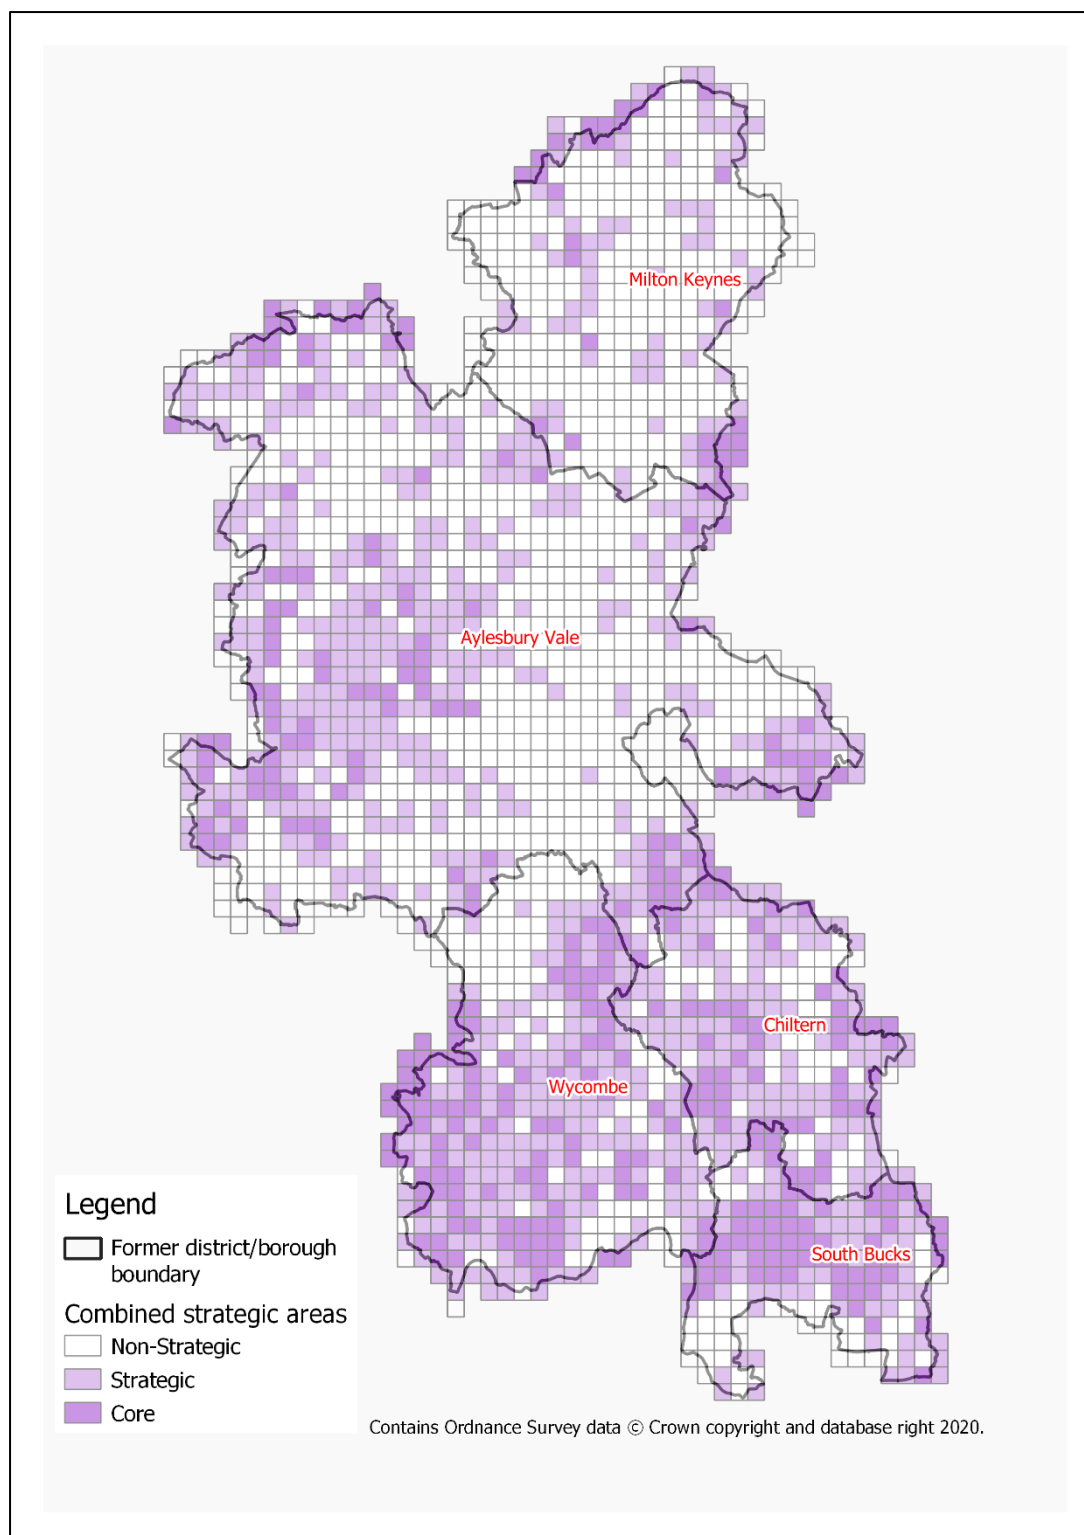 Milton Keynes
Aylesbury Vale
Chiltern
Wycombe
South Bucks
Legend
Former district/borough
boundary
Combined strategic areas
Non-Strategic
Strategic
Core
Contains Ordnance Survey data © Crown copyright and database right 2020.